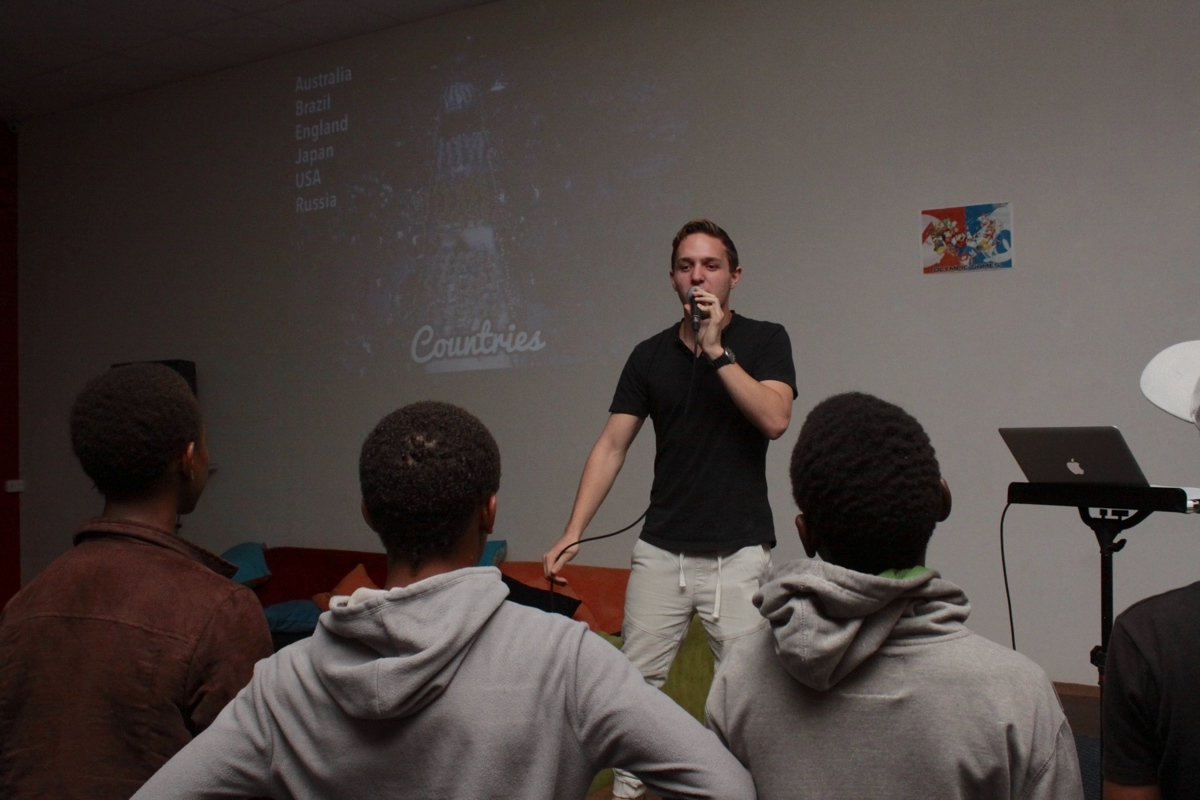 Australia
Brazil
England
Japan
USA
Russia
Countries